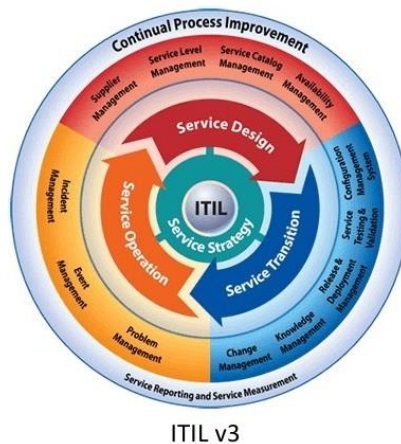 Continual Process Improvement
Supplier
Management
Service Level
Management
Service Catalog
Management
Availability
Management
Service Design
Configuration
Management
System
Service
Testing &
Validation
Release &
Deployment
Management
Knowledge
Management
Change
Management
Service Transition
Incident
Management
Event
Management
Problem
Management
Service Operation
ITIL
Service Strategy
Service Reporting and Service Measurement
ITIL v3